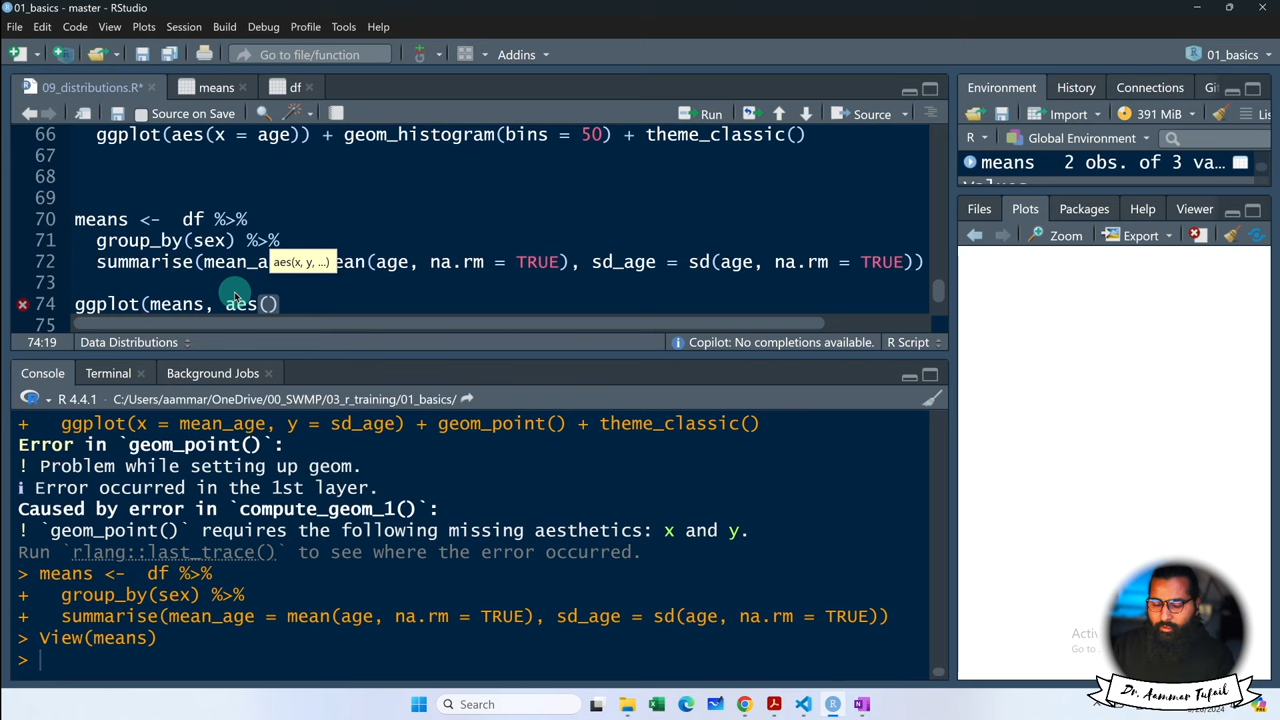 01_basics - master - RStudio
File Edit Code View Plots Session Build Debug Profile Tools Help
Go to file/function Addins 01_basics
09_distributions.R* means df
Source on Save Run Source
66 ggplot(aes(x = age)) + geom_histogram(bins = 50) + theme_classic()
67
68
69
70 means <- df %>%
71 group_by(sex) %>%
72 summarise(mean_a ean(age, na.rm = TRUE), sd_age = sd(age, na.rm = TRUE))
aes(x, y, ...)
73
74 ggplot(means, aes()
75
74:19 Data Distributions Copilot: No completions available. R Script
Console Terminal Background Jobs
R 4.4.1 · C:/Users/aammar/OneDrive/00_SWMP/03_r_training/01_basics/
+ ggplot(x = mean_age, y = sd_age) + geom_point() + theme_classic()
Error in `geom_point()`:
! Problem while setting up geom.
ℹ Error occurred in the 1st layer.
Caused by error in `compute_geom_1()`:
! `geom_point()` requires the following missing aesthetics: x and y.
Run `rlang::last_trace()` to see where the error occurred.
> means <- df %>%
+ group_by(sex) %>%
+ summarise(mean_age = mean(age, na.rm = TRUE), sd_age = sd(age, na.rm = TRUE))
> View(means)
>
Environment History Connections Gi
Import 391 MiB Lis
R Global Environment
means 2 obs. of 3 va...
Files Plots Packages Help Viewer
Zoom Export
Activ
Go to
Dr. Aammar Tufail
Search